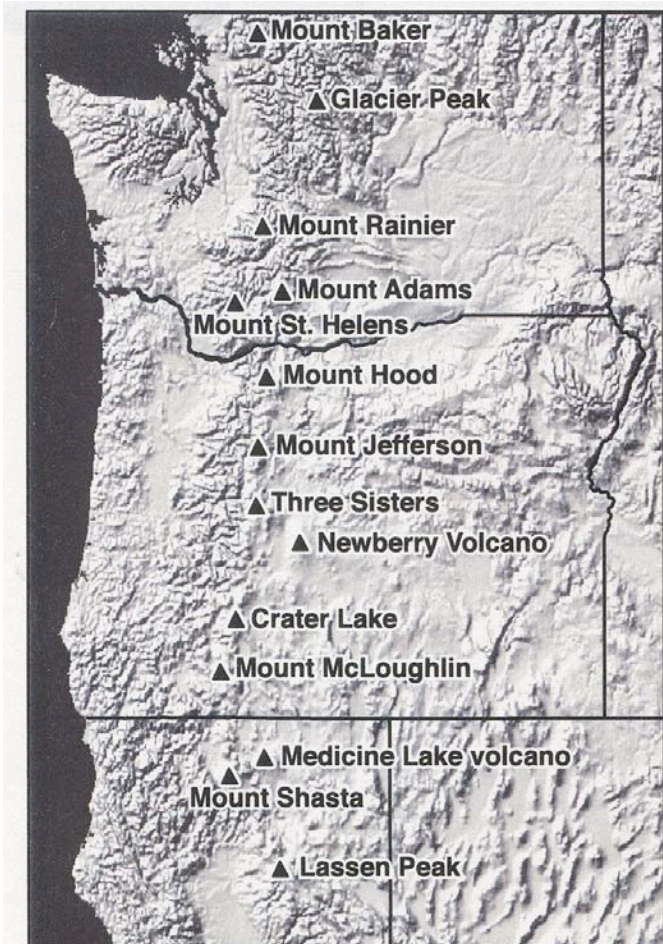 Mount Baker
Glacier Peak
Mount Rainier
Mount Adams
Mount St. Helens
Mount Hood
Mount Jefferson
Three Sisters
Newberry Volcano
Crater Lake
Mount McLoughlin
Medicine Lake volcano
Mount Shasta
Lassen Peak